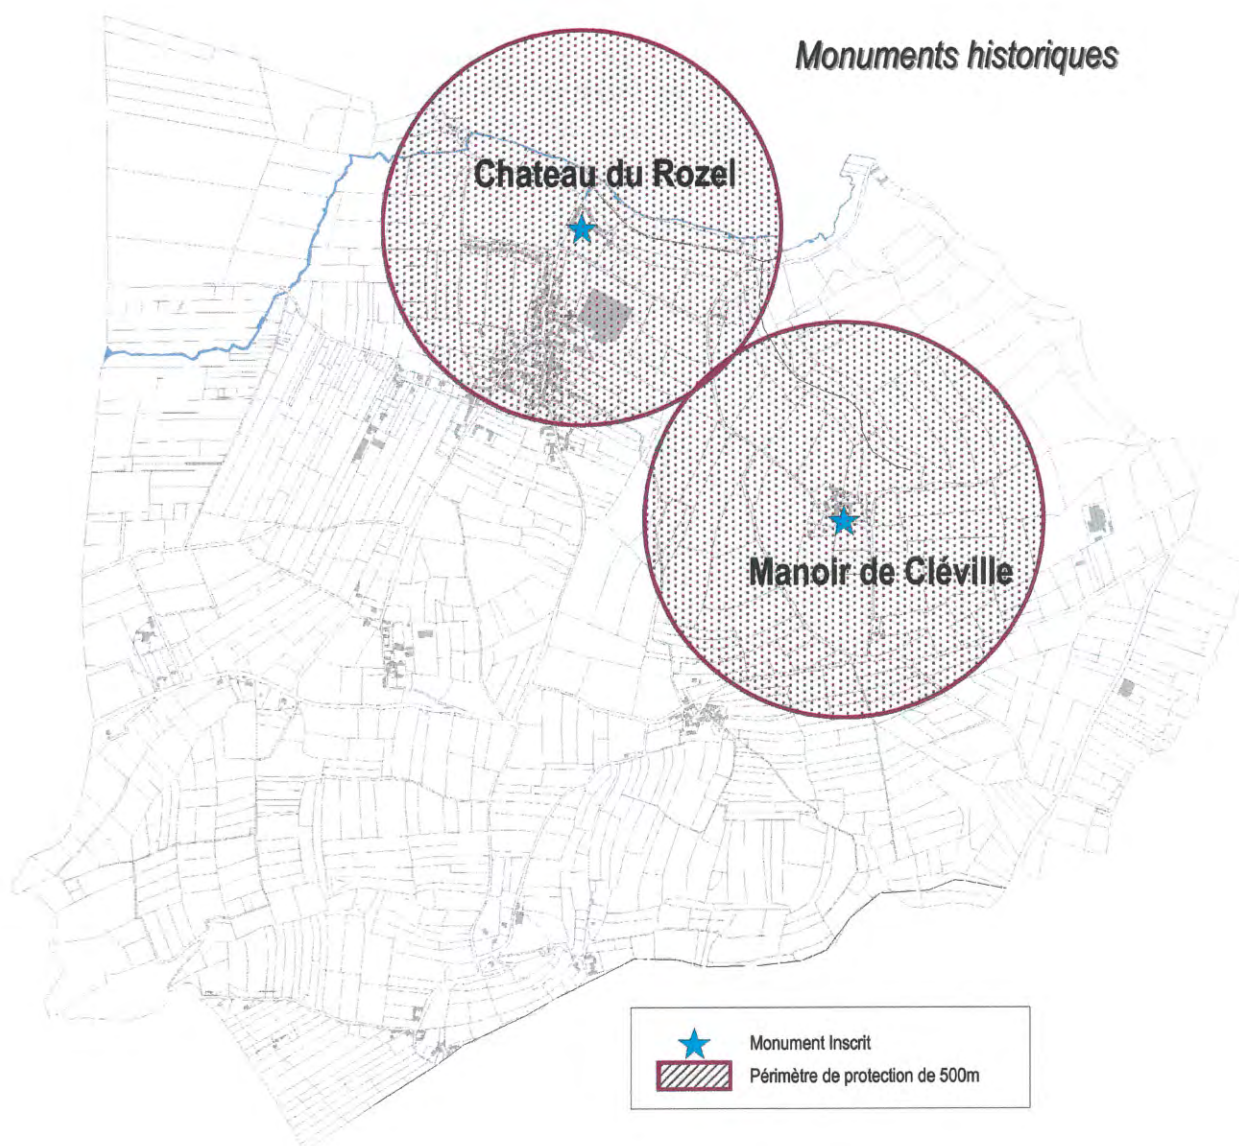 Monuments historiques
Chateau du Rozel
Manoir de Cléville
Monument Inscrit
Périmètre de protection de 500m